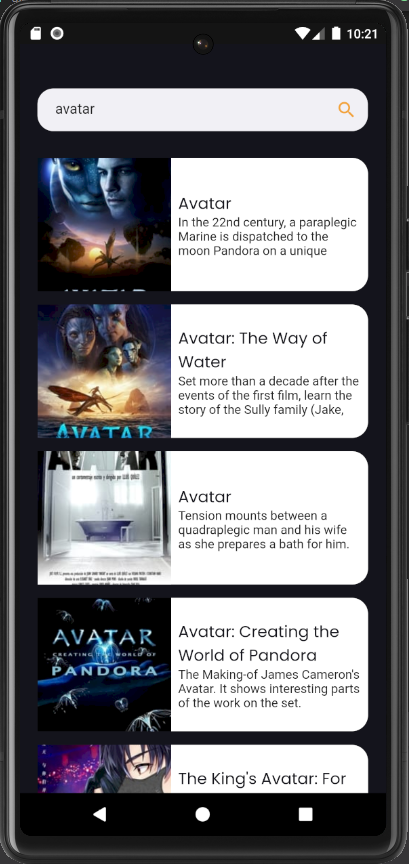 10:21
avatar
Avatar
In the 22nd century, a paraplegic
Marine is dispatched to the
moon Pandora on a unique
Avatar: The Way of
Water
Set more than a decade after the
events of the first film, learn the
story of the Sully family (Jake,
AVATAR
Avatar
Tension mounts between a
quadraplegic man and his wife
as she prepares a bath for him.
AVATAR
CREATING THE WORLD OF
PANDORA
Avatar: Creating the
World of Pandora
The Making-of James Cameron's
Avatar. It shows interesting parts
of the work on the set.
The King's Avatar: For